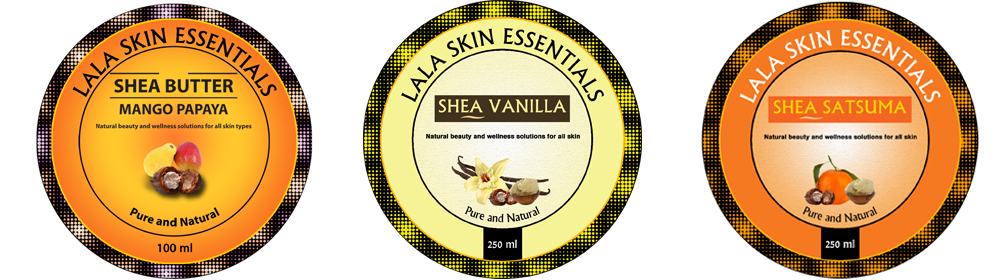 LALA SKIN ESSENTIALS
SHEA BUTTER
MANGO PAPAYA
Natural beauty and wellness solutions for all skin types
Pure and Natural
100 ml
LALA SKIN ESSENTIALS
SHEA VANILLA
Natural beauty and wellness solutions for all skin
Pure and Natural
250 ml
LALA SKIN ESSENTIALS
SHEA SATSUMA
Natural beauty and wellness solutions for all skin
Pure and Natural
250 ml